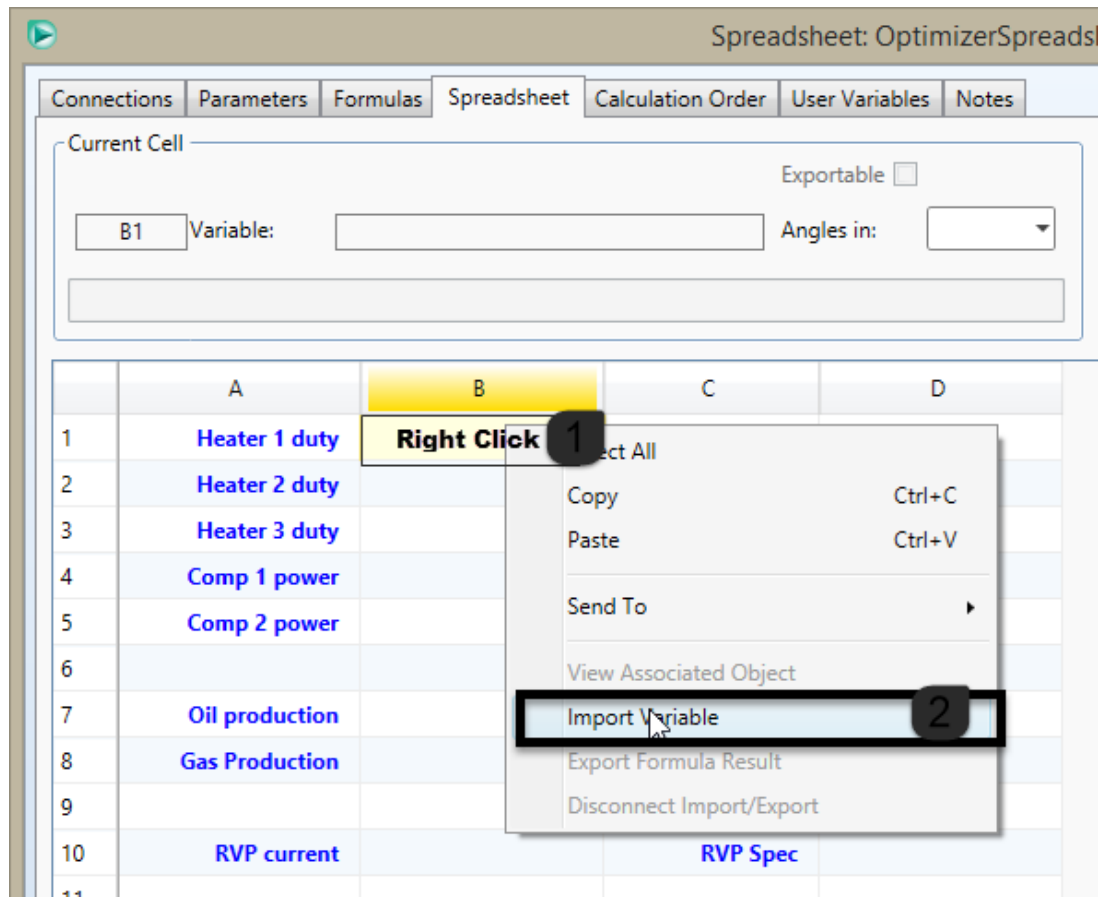 Spreadsheet: OptimizerSpreads
Connections Parameters Formulas Spreadsheet Calculation Order User Variables Notes
Current Cell
Exportable
B1 Variable: Angles in:
A B C D
1 Heater 1 duty Right Click 1 ect All
2 Heater 2 duty
Copy Ctrl+C
3 Heater 3 duty
Paste Ctrl+V
4 Comp 1 power
5 Comp 2 power
Send To
6
View Associated Object
7 Oil production
Import Variable 2
8 Gas Production
Export Formula Result
9
Disconnect Import/Export
10 RVP current RVP Spec
11